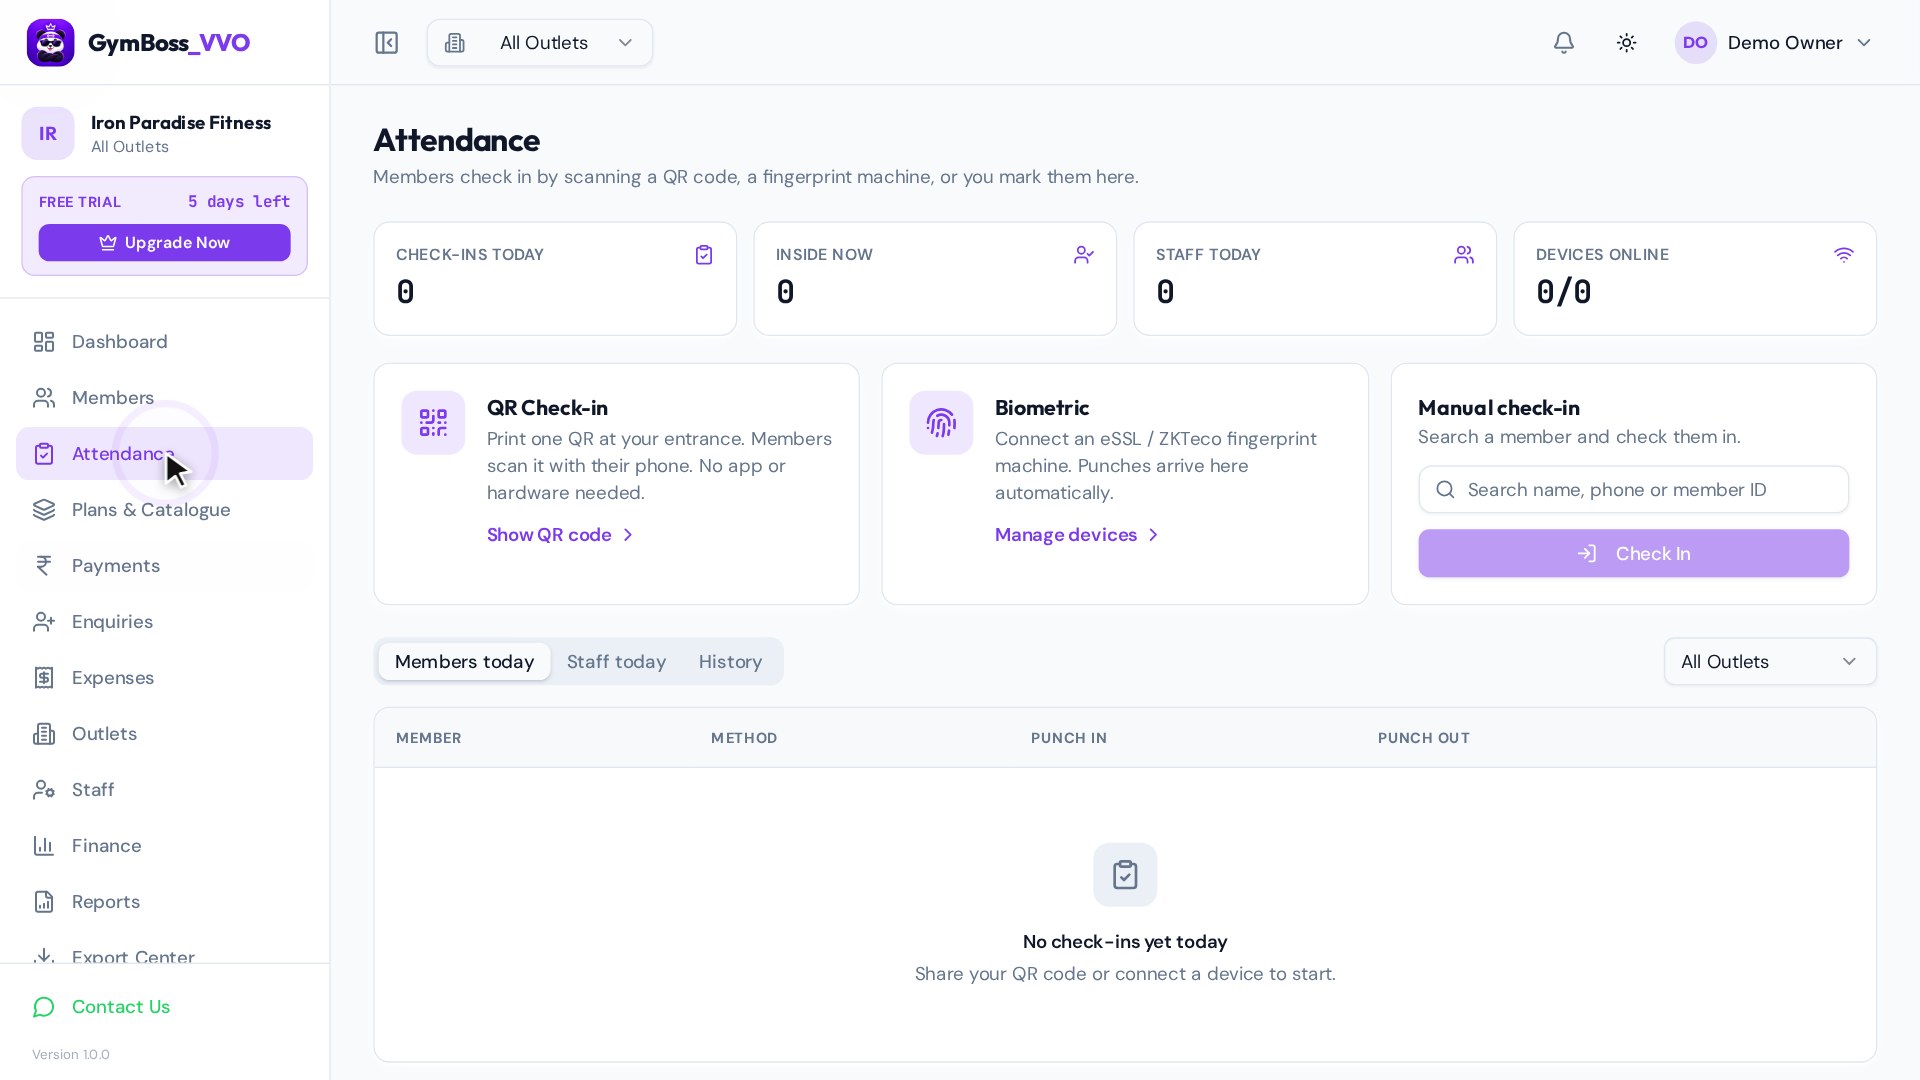 GymBoss_VVO
All Outlets
DO
Demo Owner
IR
Iron Paradise Fitness
All Outlets
FREE TRIAL
5 days left
Upgrade Now
Dashboard
Members
Attendance
Plans & Catalogue
Payments
Enquiries
Expenses
Outlets
Staff
Finance
Reports
Export Center
Contact Us
Version 1.0.0
Attendance
Members check in by scanning a QR code, a fingerprint machine, or you mark them here.
CHECK-INS TODAY
0
INSIDE NOW
0
STAFF TODAY
0
DEVICES ONLINE
0/0
QR Check-in
Print one QR at your entrance. Members
scan it with their phone. No app or
hardware needed.
Show QR code
Biometric
Connect an eSSL / ZKTeco fingerprint
machine. Punches arrive here
automatically.
Manage devices
Manual check-in
Search a member and check them in.
Search name, phone or member ID
Check In
Members today
Staff today
History
All Outlets
MEMBER
METHOD
PUNCH IN
PUNCH OUT
No check-ins yet today
Share your QR code or connect a device to start.